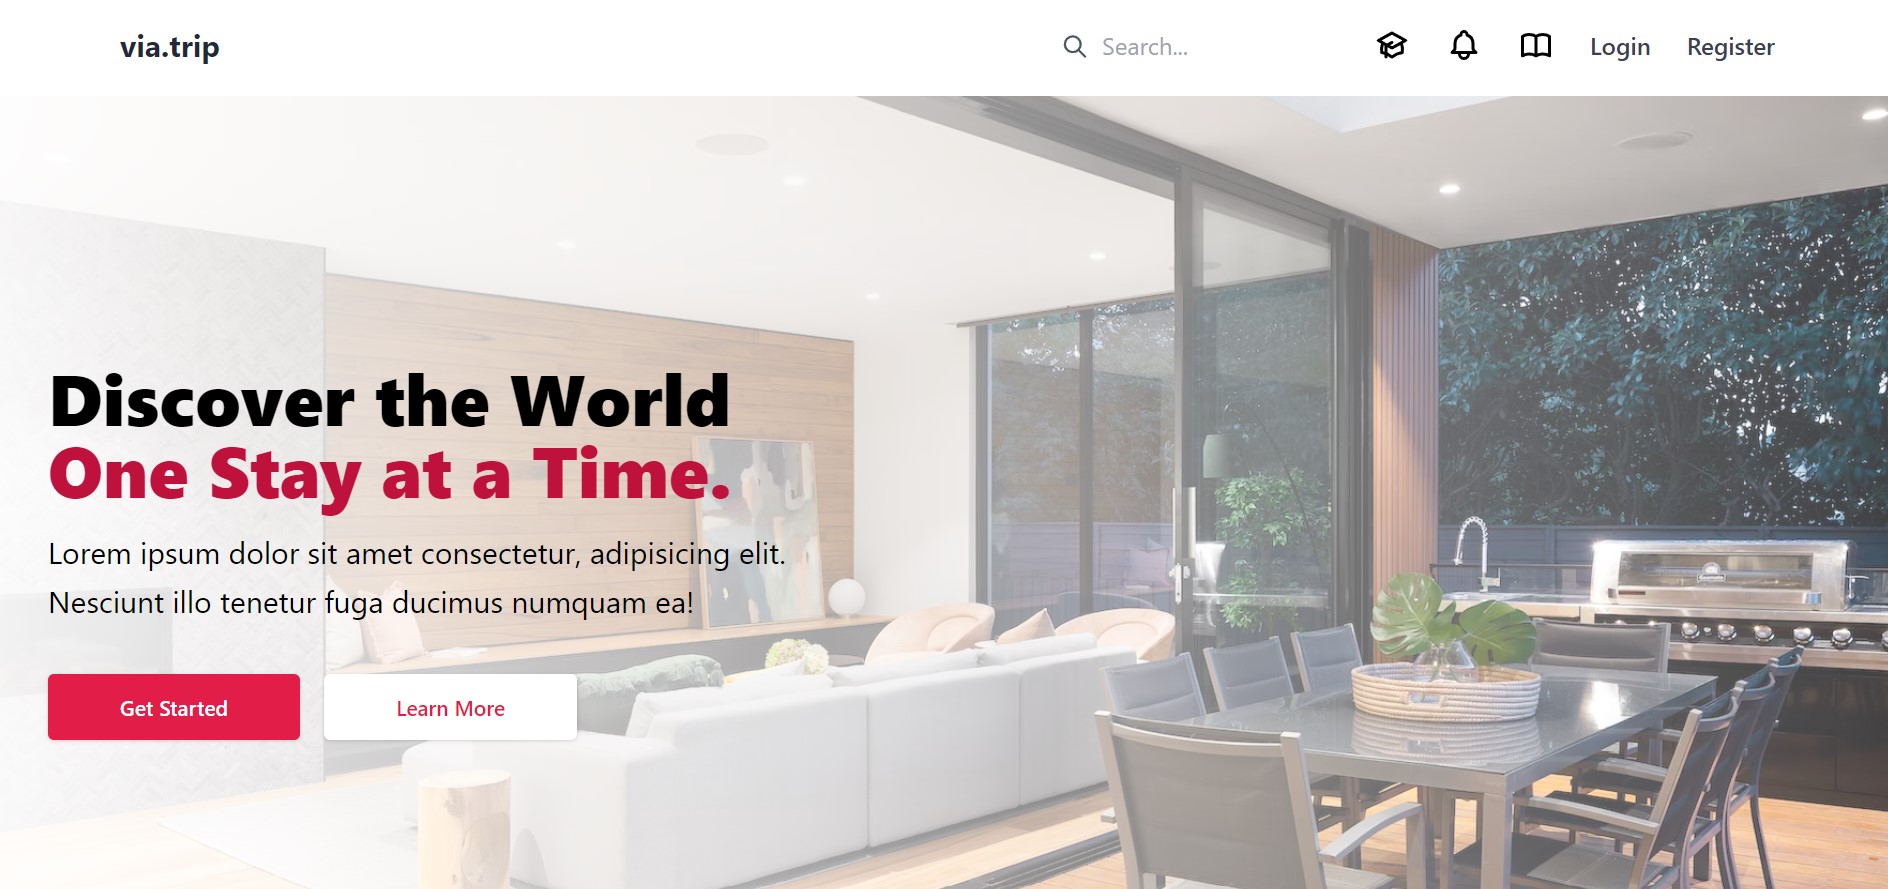 via.trip
Search...
Login
Register
Discover the World
One Stay at a Time.
Lorem ipsum dolor sit amet consectetur, adipisicing elit.
Nesciunt illo tenetur fuga ducimus numquam ea!
Get Started
Learn More